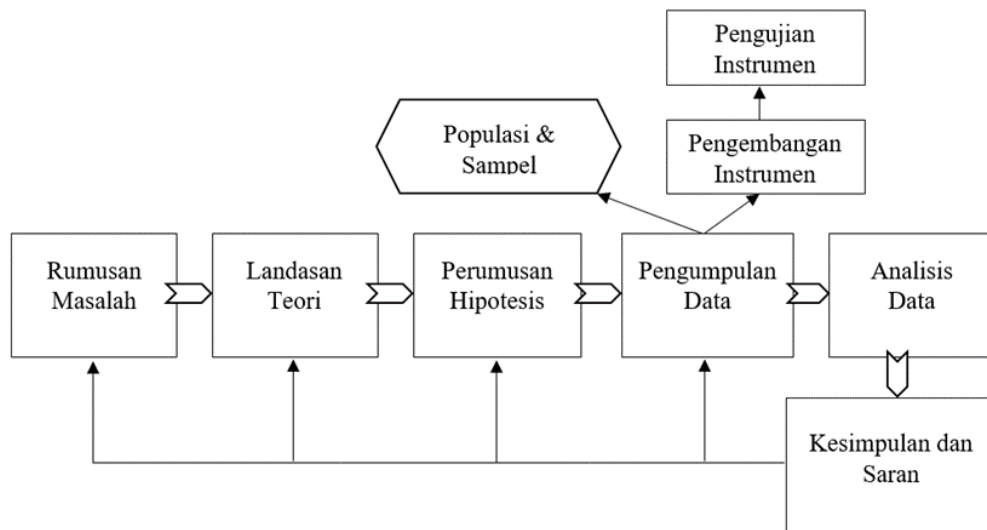 Pengujian
Instrumen
Populasi &
Sampel
Pengembangan
Instrumen
Rumusan
Masalah
Landasan
Teori
Perumusan
Hipotesis
Pengumpulan
Data
Analisis
Data
Kesimpulan dan
Saran